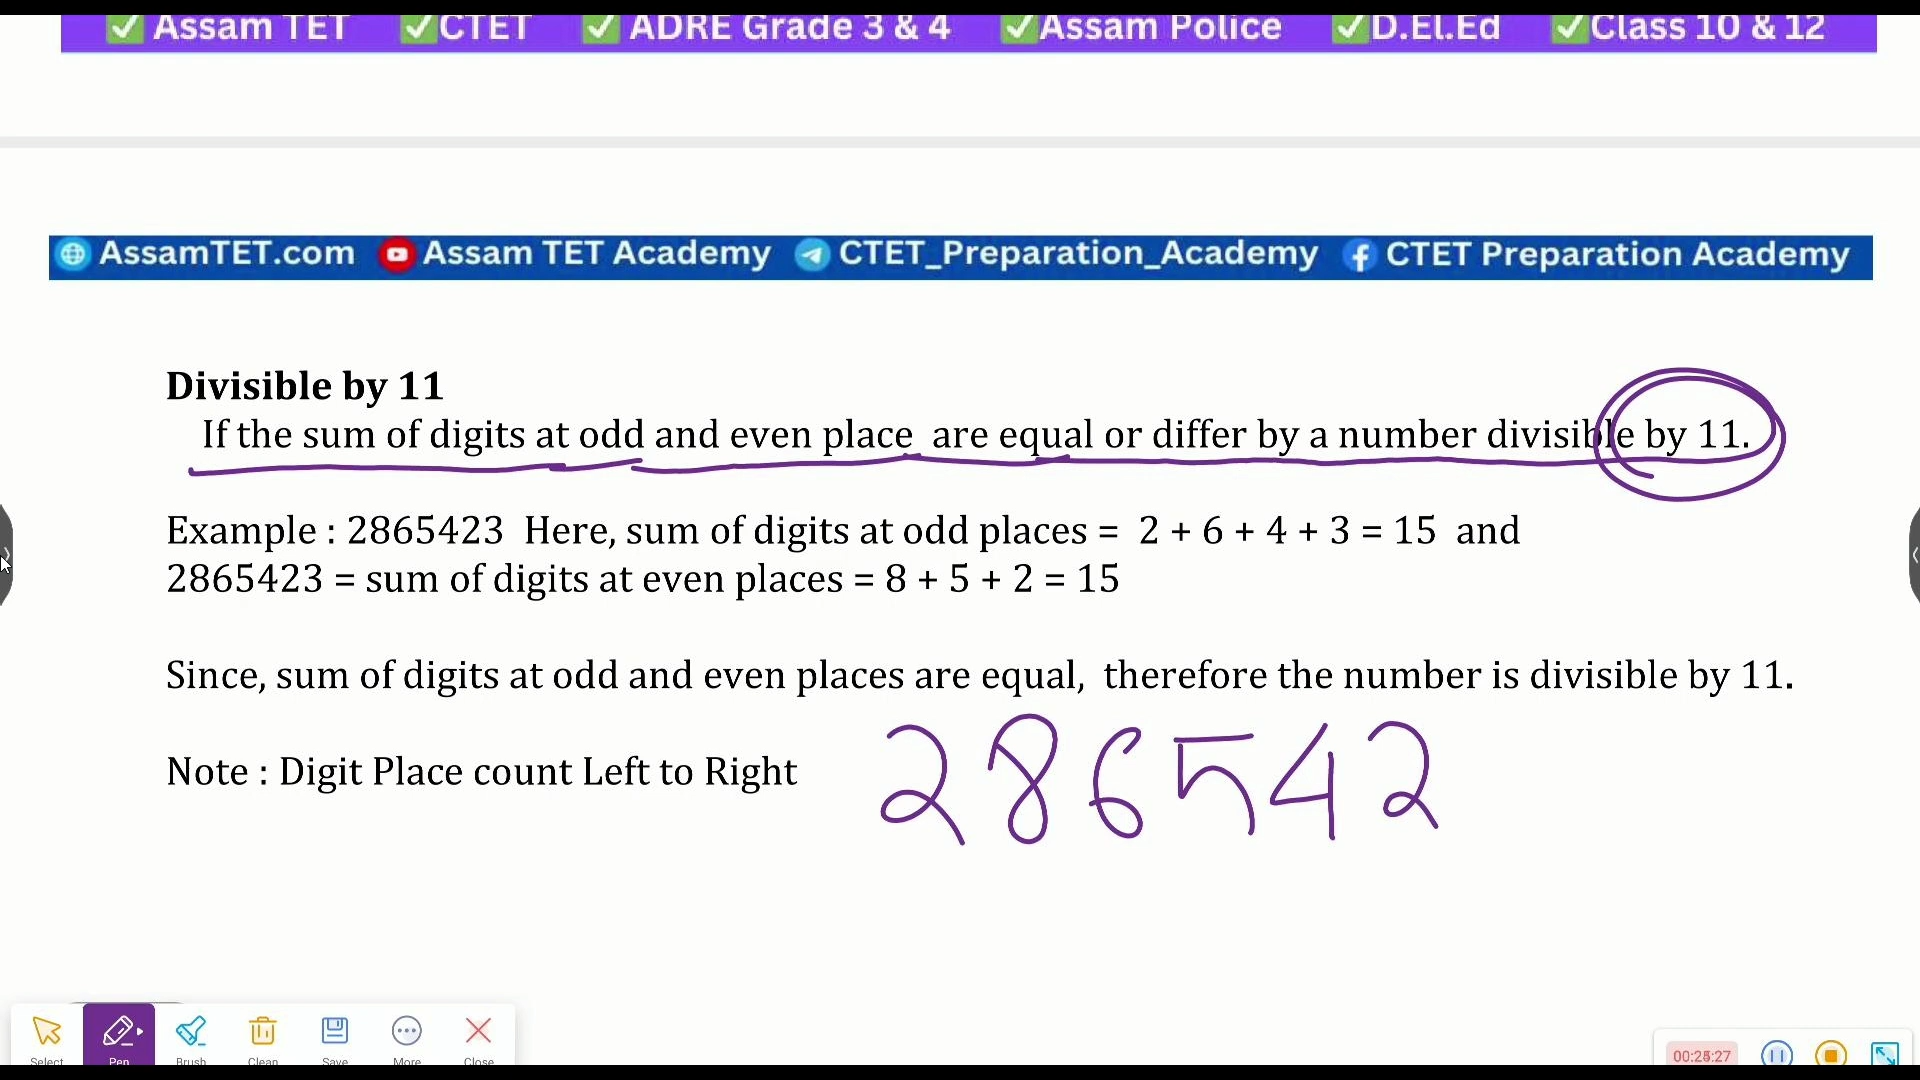 ✅ Assam TET ✅CTET ✅ ADRE Grade 3 & 4 ✅Assam Police ✅D.El.Ed ✅Class 10 & 12
AssamTET.com Assam TET Academy CTET_Preparation_Academy CTET Preparation Academy
Divisible by 11
If the sum of digits at odd and even place are equal or differ by a number divisible by 11.
Example : 2865423 Here, sum of digits at odd places = 2 + 6 + 4 + 3 = 15 and
2865423 = sum of digits at even places = 8 + 5 + 2 = 15
Since, sum of digits at odd and even places are equal, therefore the number is divisible by 11.
Note : Digit Place count Left to Right
286542
Select Pen Brush Clean Save More Close